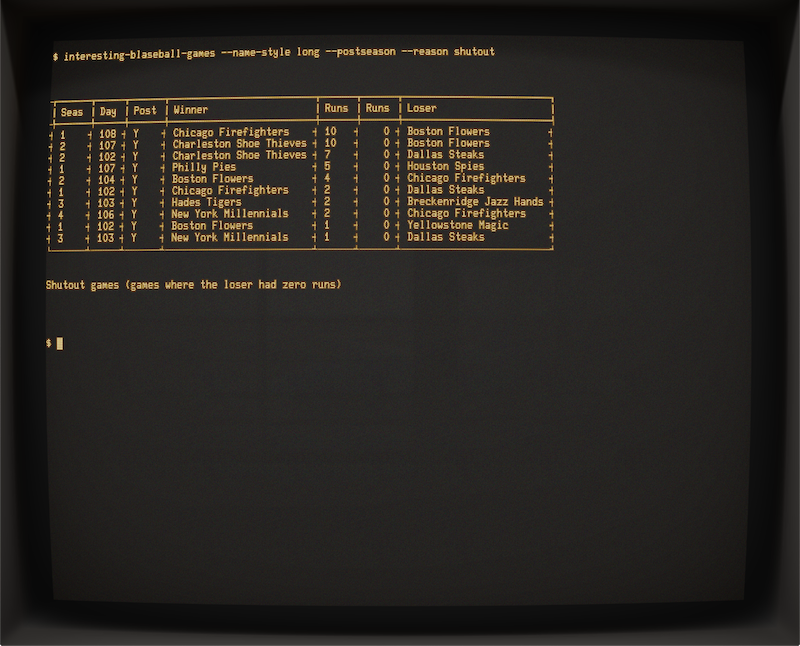 $ interesting-blaseball-games --name-style long --postseason --reason shutout
Seas Day Post Winner Runs Runs Loser
1 108 Y Chicago Firefighters 10 0 Boston Flowers
2 107 Y Charleston Shoe Thieves 10 0 Boston Flowers
2 102 Y Charleston Shoe Thieves 7 0 Dallas Steaks
1 107 Y Philly Pies 5 0 Houston Spies
2 104 Y Boston Flowers 4 0 Chicago Firefighters
1 102 Y Chicago Firefighters 2 0 Dallas Steaks
3 103 Y Hades Tigers 2 0 Breckenridge Jazz Hands
4 106 Y New York Millennials 2 0 Chicago Firefighters
1 102 Y Boston Flowers 1 0 Yellowstone Magic
3 103 Y New York Millennials 1 0 Dallas Steaks
Shutout games (games where the loser had zero runs)
$